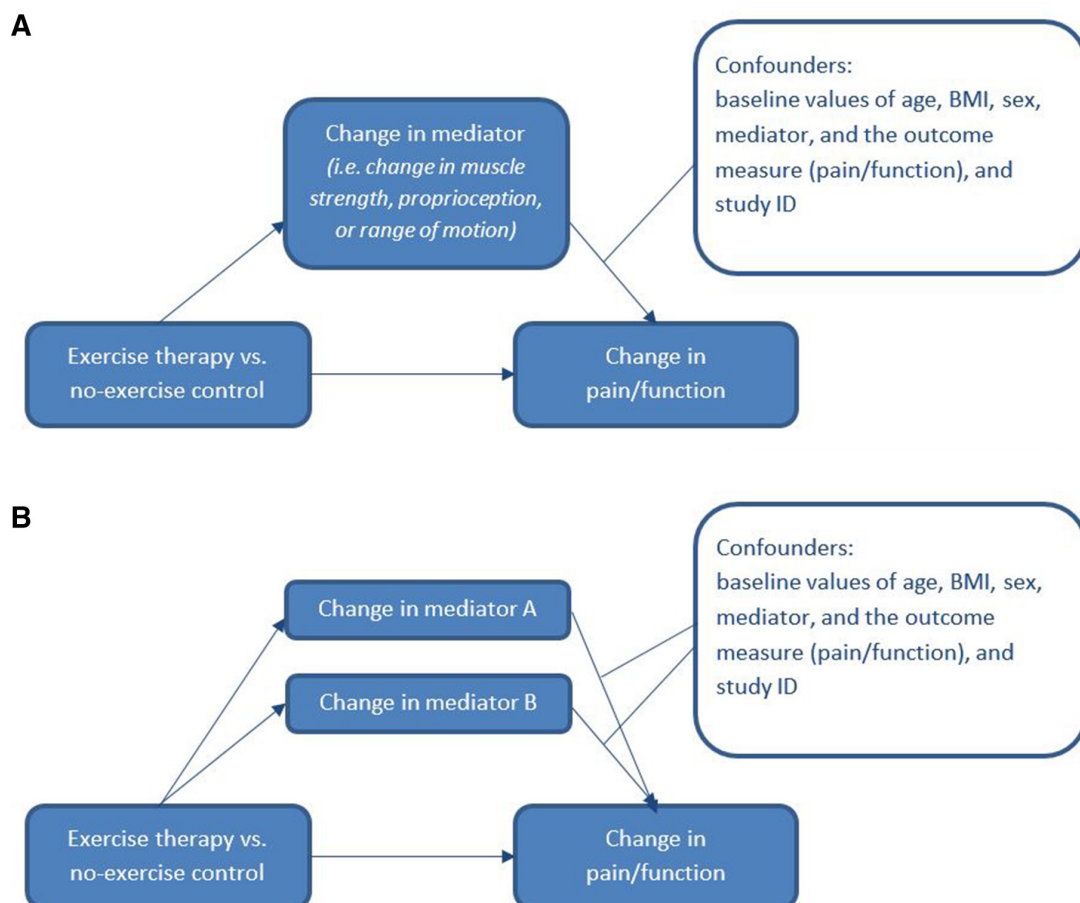 A
Confounders:
baseline values of age, BMI, sex,
mediator, and the outcome
measure (pain/function), and
study ID
Change in mediator
(i.e. change in muscle
strength, proprioception,
or range of motion)
Exercise therapy vs.
no-exercise control
Change in
pain/function
B
Confounders:
baseline values of age, BMI, sex,
mediator, and the outcome
measure (pain/function), and
study ID
Change in mediator A
Change in mediator B
Exercise therapy vs.
no-exercise control
Change in
pain/function